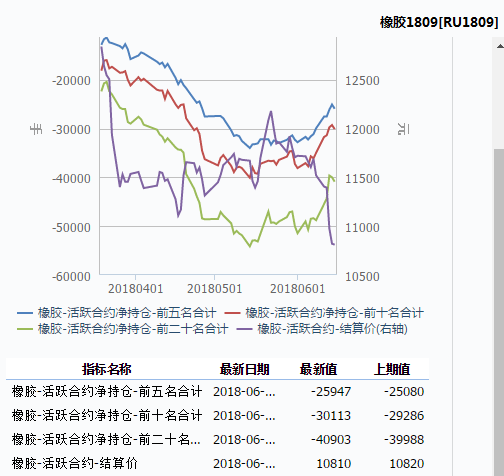 橡胶1809[RU1809]
手
元
-20000
-30000
-40000
-50000
-60000
12500
12000
11500
11000
10500
20180401 20180501 20180601
橡胶-活跃合约净持仓-前五名合计 橡胶-活跃合约净持仓-前十名合计
橡胶-活跃合约净持仓-前二十名合计 橡胶-活跃合约-结算价(右轴)
指标名称 最新日期 最新值 上期值
橡胶-活跃合约净持仓-前五名合计 2018-06-... -25947 -25080
橡胶-活跃合约净持仓-前十名合计 2018-06-... -30113 -29286
橡胶-活跃合约净持仓-前二十名... 2018-06-... -40903 -39988
橡胶-活跃合约-结算价 2018-06-... 10810 10820